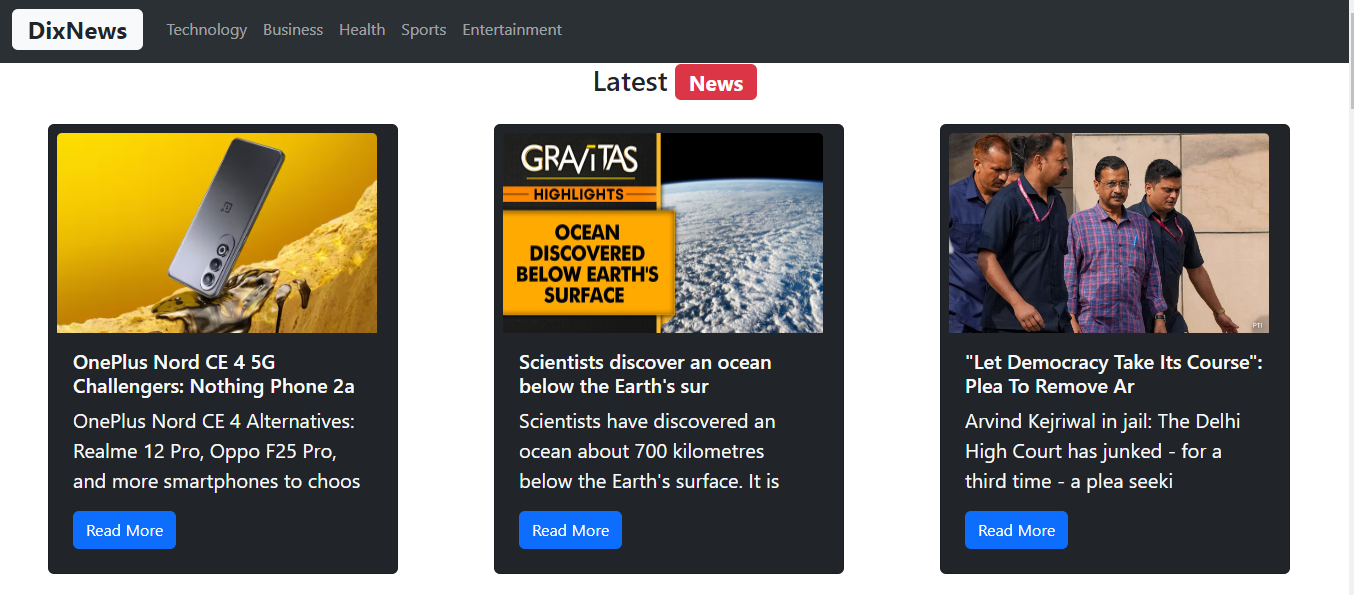 DixNews Technology Business Health Sports Entertainment
Latest News
GRAVITAS
HIGHLIGHTS
OCEAN
DISCOVERED
BELOW EARTH'S
SURFACE
PTI
OnePlus Nord CE 4 5G
Challengers: Nothing Phone 2a
OnePlus Nord CE 4 Alternatives:
Realme 12 Pro, Oppo F25 Pro,
and more smartphones to choos
Read More
Scientists discover an ocean
below the Earth's sur
Scientists have discovered an
ocean about 700 kilometres
below the Earth's surface. It is
Read More
"Let Democracy Take Its Course":
Plea To Remove Ar
Arvind Kejriwal in jail: The Delhi
High Court has junked - for a
third time - a plea seeki
Read More